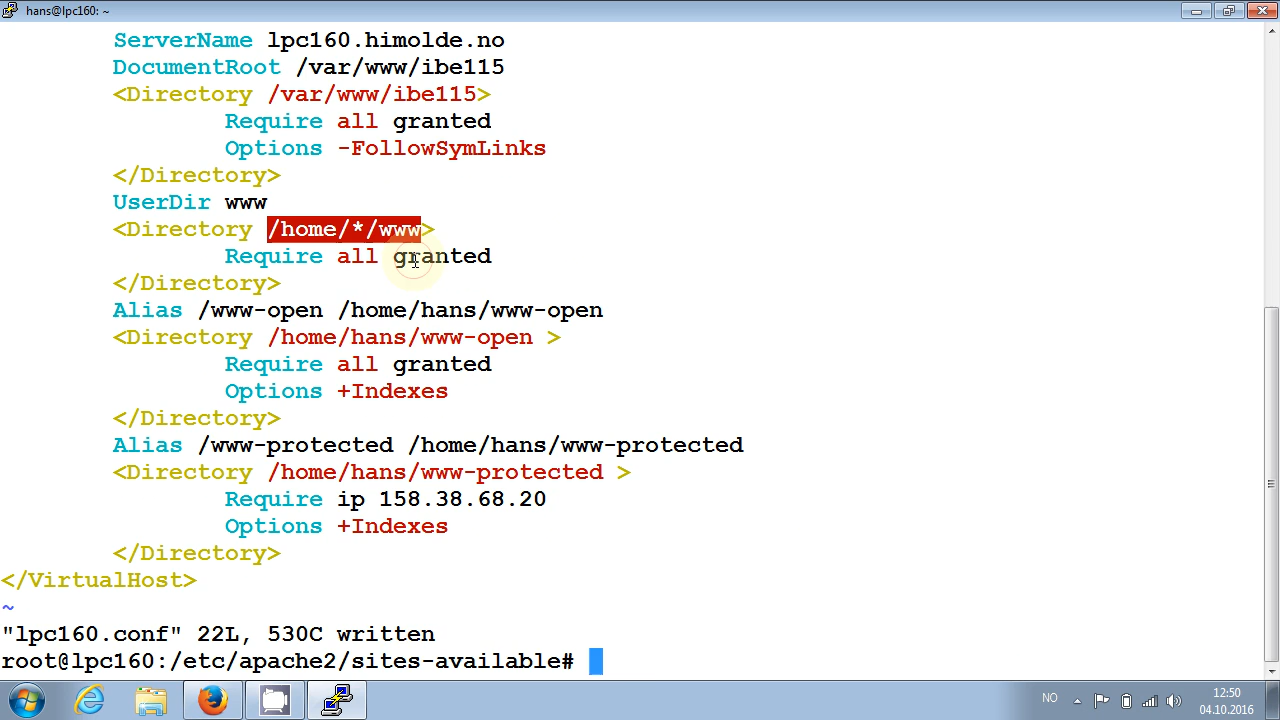 hans@lpc160: ~
ServerName lpc160.himolde.no
DocumentRoot /var/www/ibe115
<Directory /var/www/ibe115>
Require all granted
Options -FollowSymLinks
</Directory>
UserDir www
<Directory /home/*/www>
Require all granted
</Directory>
Alias /www-open /home/hans/www-open
<Directory /home/hans/www-open >
Require all granted
Options +Indexes
</Directory>
Alias /www-protected /home/hans/www-protected
<Directory /home/hans/www-protected >
Require ip 158.38.68.20
Options +Indexes
</Directory>
</VirtualHost>
~
"lpc160.conf" 22L, 530C written
root@lpc160:/etc/apache2/sites-available#
NO
12:50
04.10.2016